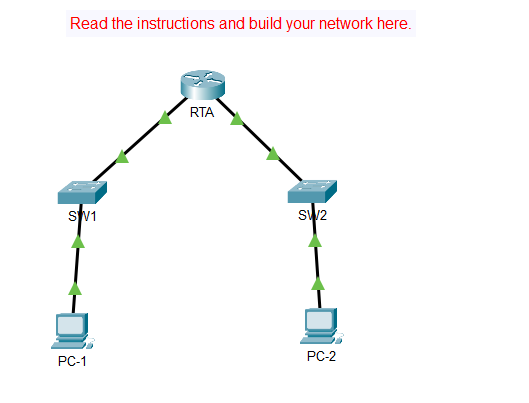 Read the instructions and build your network here.
RTA
SW1
SW2
PC-1
PC-2